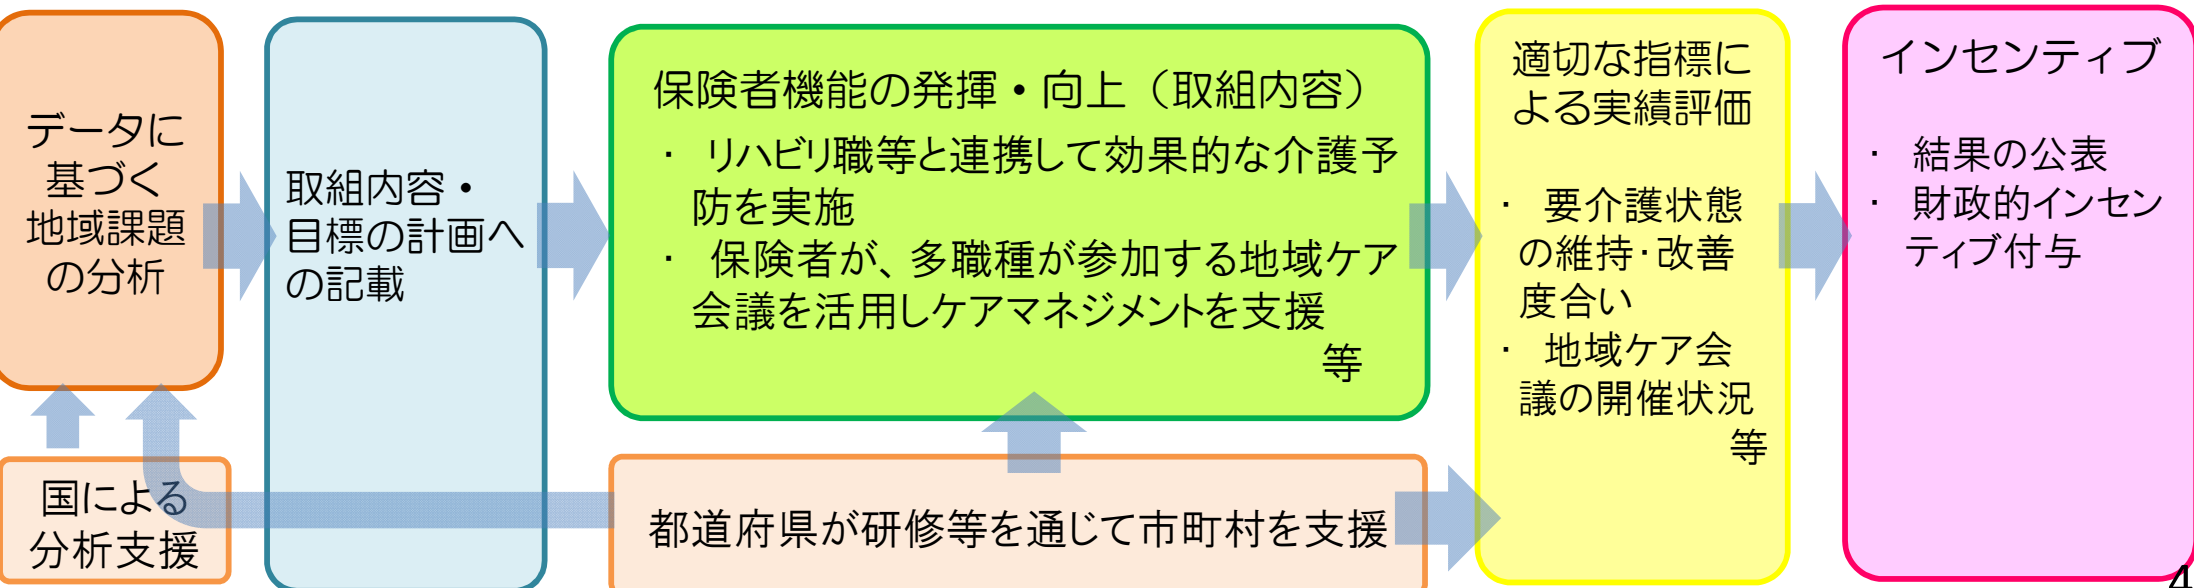 データに
基づく
地域課題
の分析
国による
分析支援
取組内容・
目標の計画へ
の記載
保険者機能の発揮・向上（取組内容）
・ リハビリ職等と連携して効果的な介護予
防を実施
・ 保険者が、多職種が参加する地域ケア
会議を活用しケアマネジメントを支援
等
都道府県が研修等を通じて市町村を支援
適切な指標に
よる実績評価
・ 要介護状態
の維持・改善
度合い
・ 地域ケア会
議の開催状況
等
インセンティブ
・ 結果の公表
・ 財政的インセン
ティブ付与
4